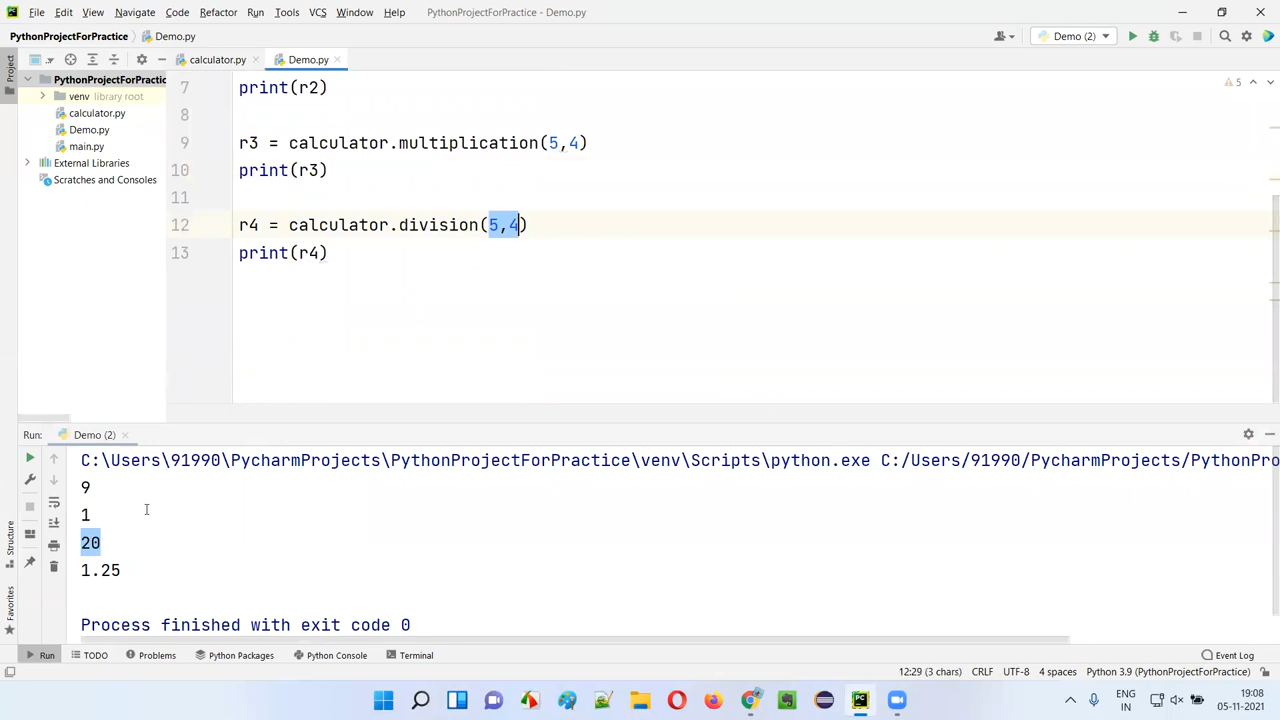 File Edit View Navigate Code Refactor Run Tools VCS Window Help PythonProjectForPractice - Demo.py
PythonProjectForPractice Demo.py Demo (2)
calculator.py Demo.py
Project
PythonProjectForPractic
venv library root
calculator.py
Demo.py
main.py
External Libraries
Scratches and Consoles
7 print(r2)
8
9 r3 = calculator.multiplication(5,4)
10 print(r3)
11
12 r4 = calculator.division(5,4)
13 print(r4)
5
Run: Demo (2)
C:\Users\91990\PycharmProjects\PythonProjectForPractice\venv\Scripts\python.exe C:/Users/91990/PycharmProjects/PythonPro
9
1
20
1.25
Process finished with exit code 0
Structure
Favorites
Run TODO Problems Python Packages Python Console Terminal Event Log
12:29 (3 chars) CRLF UTF-8 4 spaces Python 3.9 (PythonProjectForPractice)
ENG
IN
19:08
05-11-2021